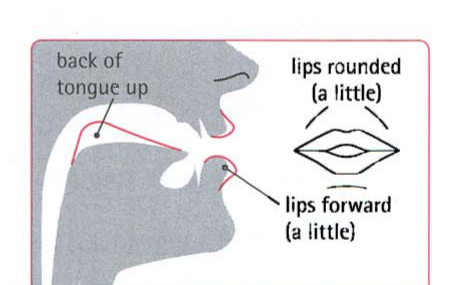 back of
tongue up
lips rounded
(a little)
lips forward
(a little)